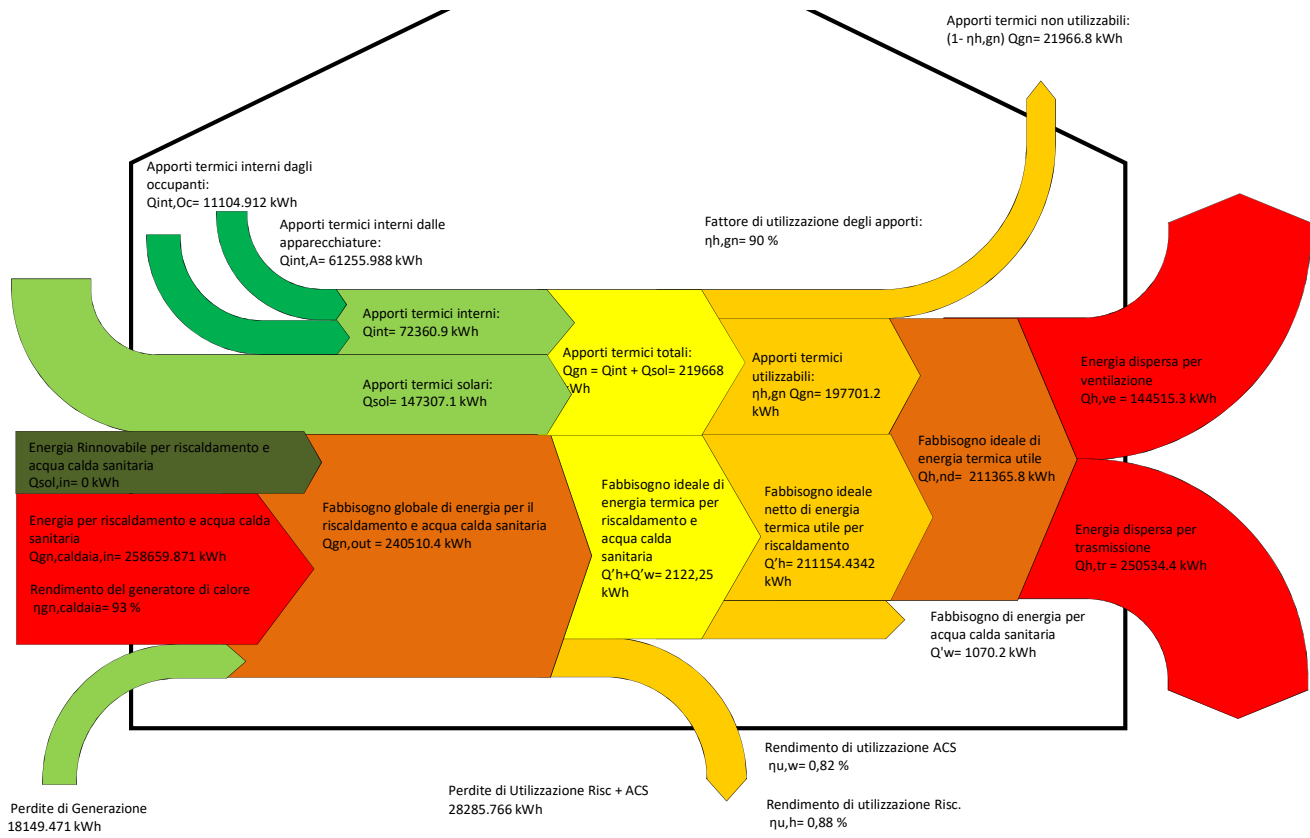 Apporti termici non utilizzabili:
(1- ηh,gn) Qgn= 21966.8 kWh
Apporti termici interni dagli
occupanti:
Qint,Oc= 11104.912 kWh
Apporti termici interni dalle
apparecchiature:
Qint,A= 61255.988 kWh
Fattore di utilizzazione degli apporti:
ηh,gn= 90 %
Apporti termici interni:
Qint= 72360.9 kWh
Apporti termici solari:
Qsol= 147307.1 kWh
Apporti termici totali:
Qgn = Qint + Qsol= 219668
kWh
Apporti termici
utilizzabili:
ηh,gn Qgn= 197701.2
kWh
Energia dispersa per
ventilazione
Qh,ve = 144515.3 kWh
Energia Rinnovabile per riscaldamento e
acqua calda sanitaria
Qsol,in= 0 kWh
Fabbisogno ideale di
energia termica utile
Qh,nd=  211365.8 kWh
Energia per riscaldamento e acqua calda
sanitaria
Qgn,caldaia,in= 258659.871 kWh
Rendimento del generatore di calore
ηgn,caldaia= 93 %
Fabbisogno globale di energia per il
riscaldamento e acqua calda sanitaria
Qgn,out = 240510.4 kWh
Fabbisogno ideale di
energia termica per
riscaldamento e
acqua calda
sanitaria
Q’h+Q’w= 2122,25
kWh
Fabbisogno ideale
netto di energia
termica utile per
riscaldamento
Q’h= 211154.4342
kWh
Energia dispersa per
trasmissione
Qh,tr = 250534.4 kWh
Fabbisogno di energia per
acqua calda sanitaria
Q'w= 1070.2 kWh
Perdite di Generazione
18149.471 kWh
Perdite di Utilizzazione Risc + ACS
28285.766 kWh
Rendimento di utilizzazione ACS
ηu,w= 0,82 %
Rendimento di utilizzazione Risc.
ηu,h= 0,88 %